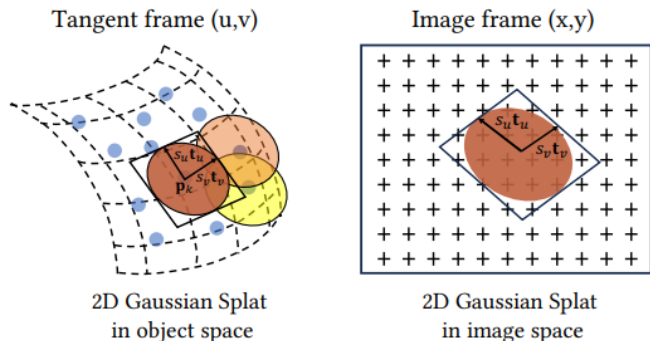 Tangent frame (u,v)
Image frame (x,y)
s_u t_u
s_v t_v
p_k
s_u t_u
s_v t_v
2D Gaussian Splat
in object space
2D Gaussian Splat
in image space